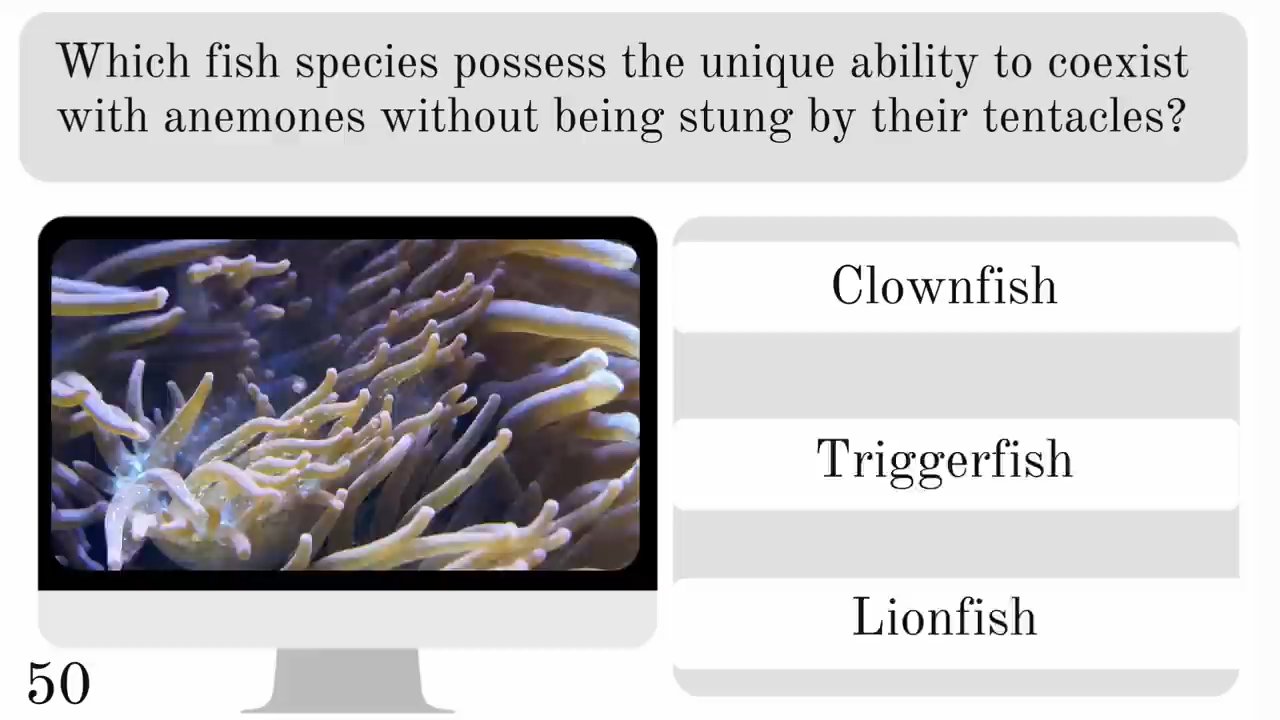 Which fish species possess the unique ability to coexist
with anemones without being stung by their tentacles?
Clownfish
Triggerfish
Lionfish
50